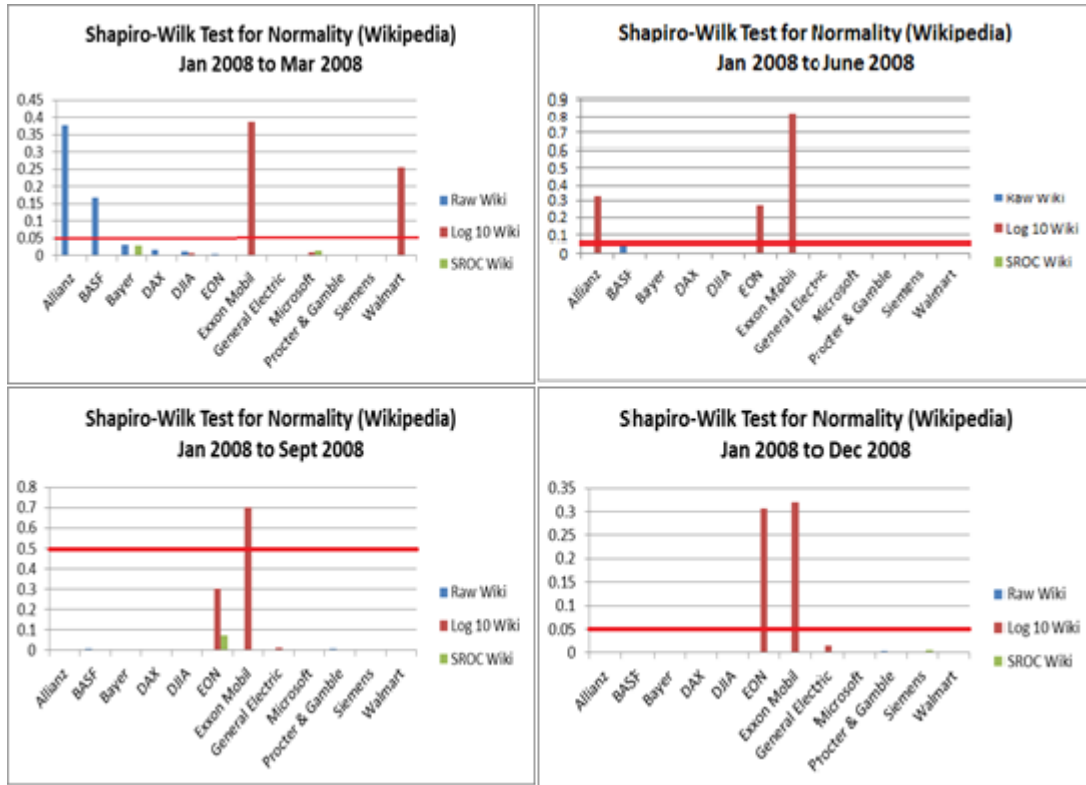 Shapiro-Wilk Test for Normality (Wikipedia)
Jan 2008 to Mar 2008
0.45
0.4
0.35
0.3
0.25
0.2
0.15
0.1
0.05
0
Allianz
BASF
Bayer
DAX
DJIA
EON
Exxon Mobil
General Electric
Microsoft
Procter & Gamble
Siemens
Walmart
Raw Wiki
Log 10 Wiki
SROC Wiki
Shapiro-Wilk Test for Normality (Wikipedia)
Jan 2008 to June 2008
0.9
0.8
0.7
0.6
0.5
0.4
0.3
0.2
0.1
0.05
0
Allianz
BASF
Bayer
DAX
DJIA
EON
Exxon Mobil
General Electric
Microsoft
Procter & Gamble
Siemens
Walmart
Raw Wiki
Log 10 Wiki
SROC Wiki
Shapiro-Wilk Test for Normality (Wikipedia)
Jan 2008 to Sept 2008
0.8
0.7
0.6
0.5
0.4
0.3
0.2
0.1
0
Allianz
BASF
Bayer
DAX
DJIA
EON
Exxon Mobil
General Electric
Microsoft
Procter & Gamble
Siemens
Walmart
Raw Wiki
Log 10 Wiki
SROC Wiki
Shapiro-Wilk Test for Normality (Wikipedia)
Jan 2008 to Dec 2008
0.35
0.3
0.25
0.2
0.15
0.1
0.05
0
Allianz
BASF
Bayer
DAX
DJIA
EON
Exxon Mobil
General Electric
Microsoft
Procter & Gamble
Siemens
Walmart
Raw Wiki
Log 10 Wiki
SROC Wiki